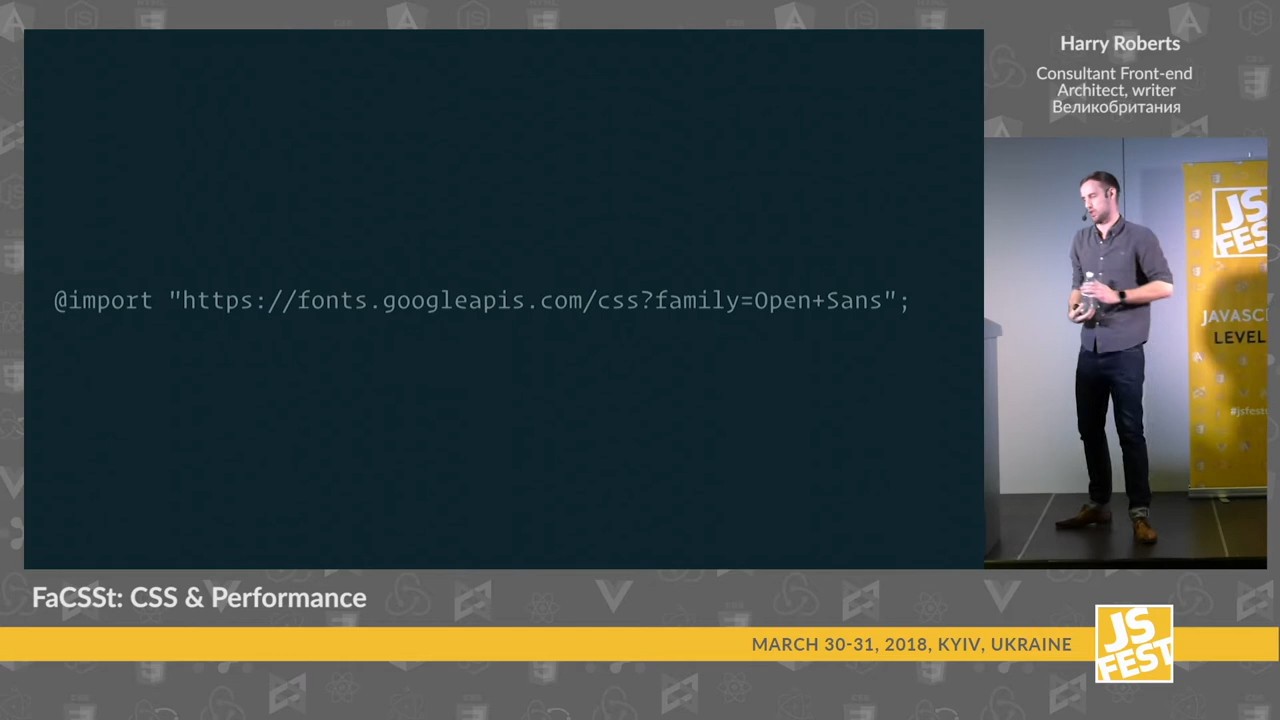 Harry Roberts
Consultant Front-end
Architect, writer
Великобритания
@import "https://fonts.googleapis.com/css?family=Open+Sans";
JS
FES
JAVASC
LEVEL
#jsfest
FaCSSt: CSS & Performance
MARCH 30-31, 2018, KYIV, UKRAINE
JS
FEST